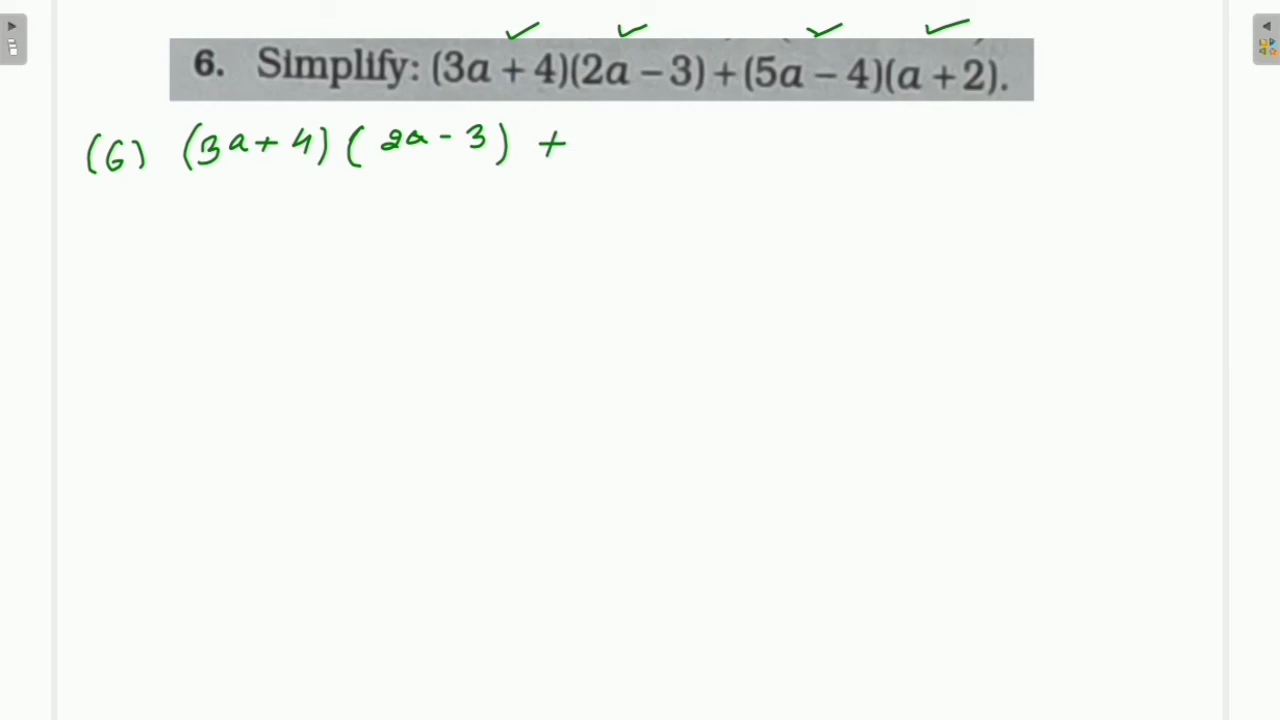 6. Simplify: (3a + 4)(2a – 3) + (5a – 4)(a + 2).
(6) (3a + 4) ( 2a - 3) +